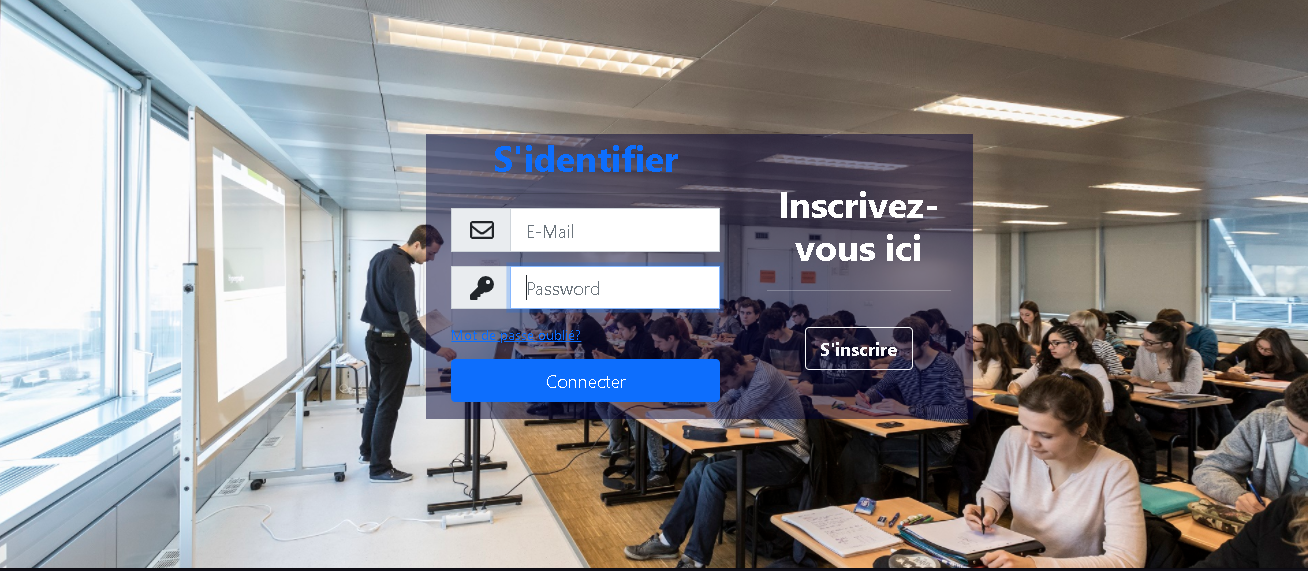 S'identifier
E-Mail
Password
Mot de passe oublié?
Connecter
Inscrivez-
vous ici
S'inscrire